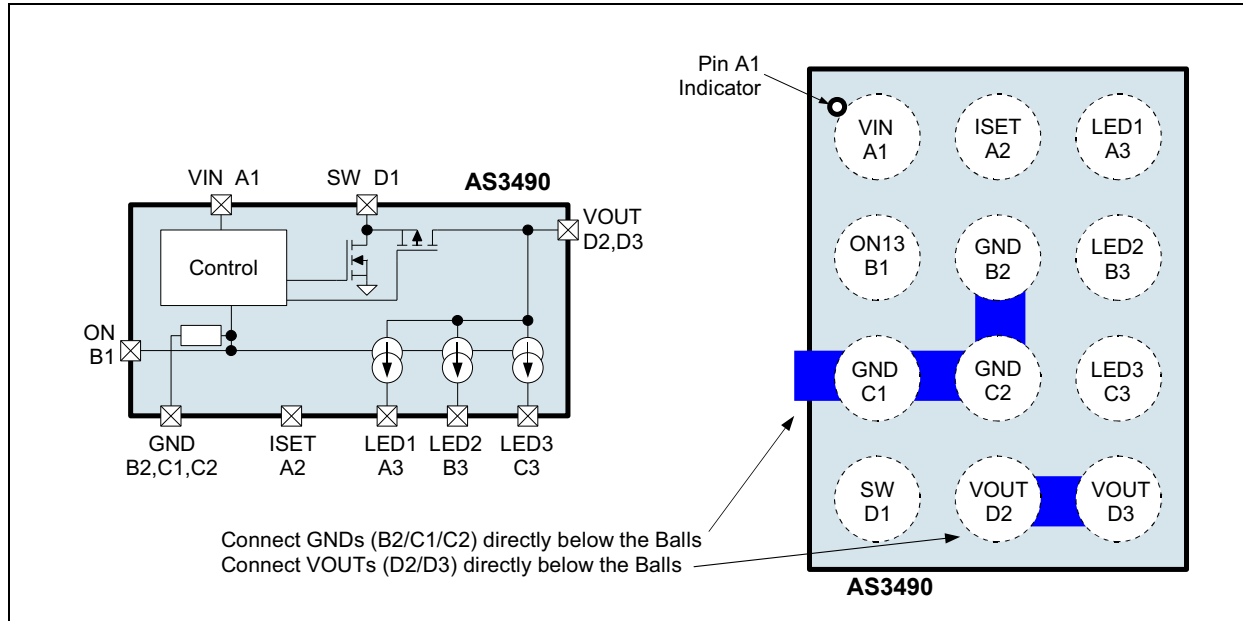 VIN A1
SW D1
AS3490
VOUT
D2,D3
Control
ON
B1
GND
B2,C1,C2
ISET
A2
LED1
A3
LED2
B3
LED3
C3
Connect GNDs (B2/C1/C2) directly below the Balls
Connect VOUTs (D2/D3) directly below the Balls
Pin A1
Indicator
VIN
A1
ISET
A2
LED1
A3
ON13
B1
GND
B2
LED2
B3
GND
C1
GND
C2
LED3
C3
SW
D1
VOUT
D2
VOUT
D3
AS3490